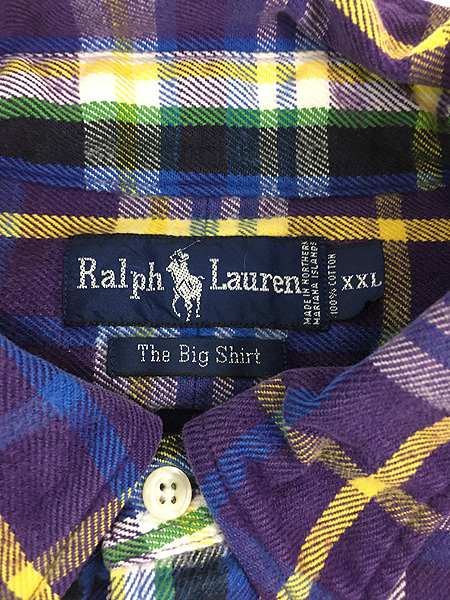 Ralph Lauren
MADE IN NORTHERN
MARIANA ISLANDS
100% COTTON
XXL
The Big Shirt